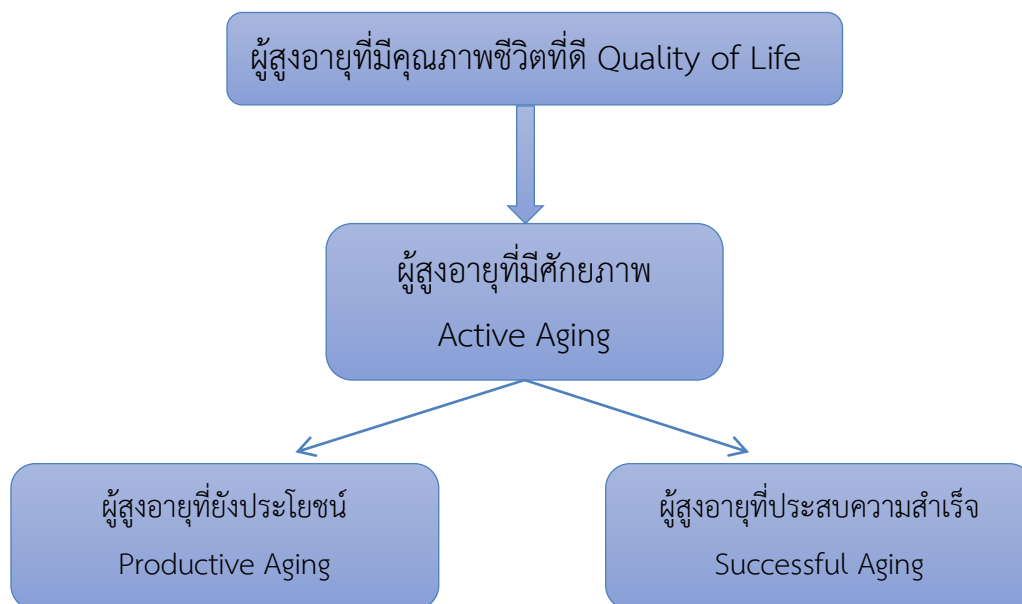 ผู้สูงอายุที่มีคุณภาพชีวิตที่ดี Quality of Life
ผู้สูงอายุที่มีศักยภาพ
Active Aging
ผู้สูงอายุที่ยังประโยชน์
Productive Aging
ผู้สูงอายุที่ประสบความสำเร็จ
Successful Aging